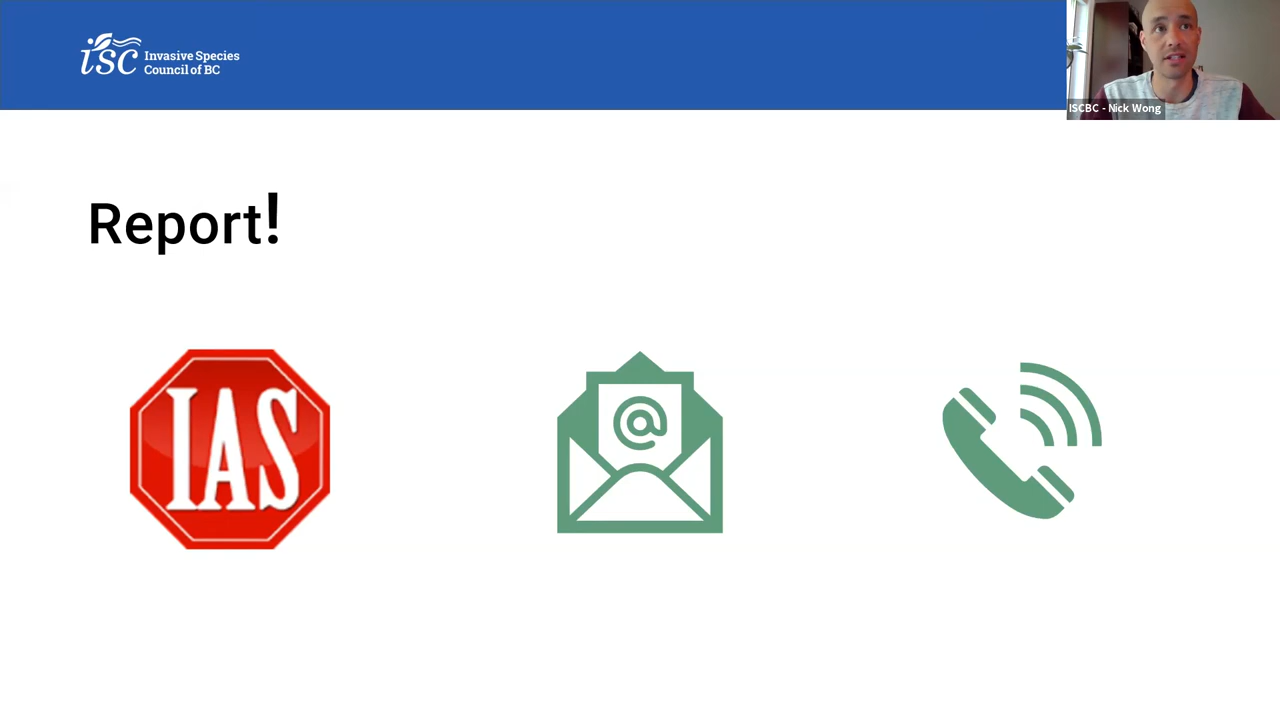 isc Invasive Species
Council of BC
ISCBC - Nick Wong
Report!
IAS
@